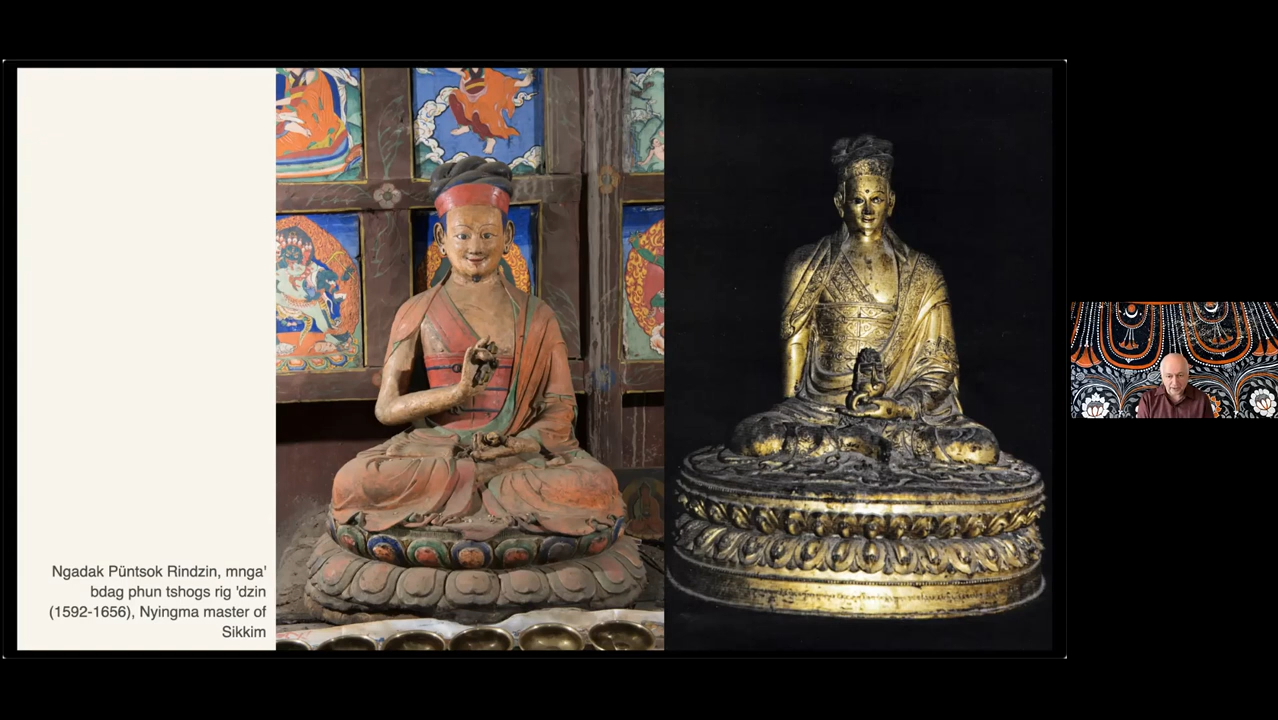 Ngadak Püntsok Rindzin, mnga'
bdag phun tshogs rig 'dzin
(1592-1656), Nyingma master of
Sikkim